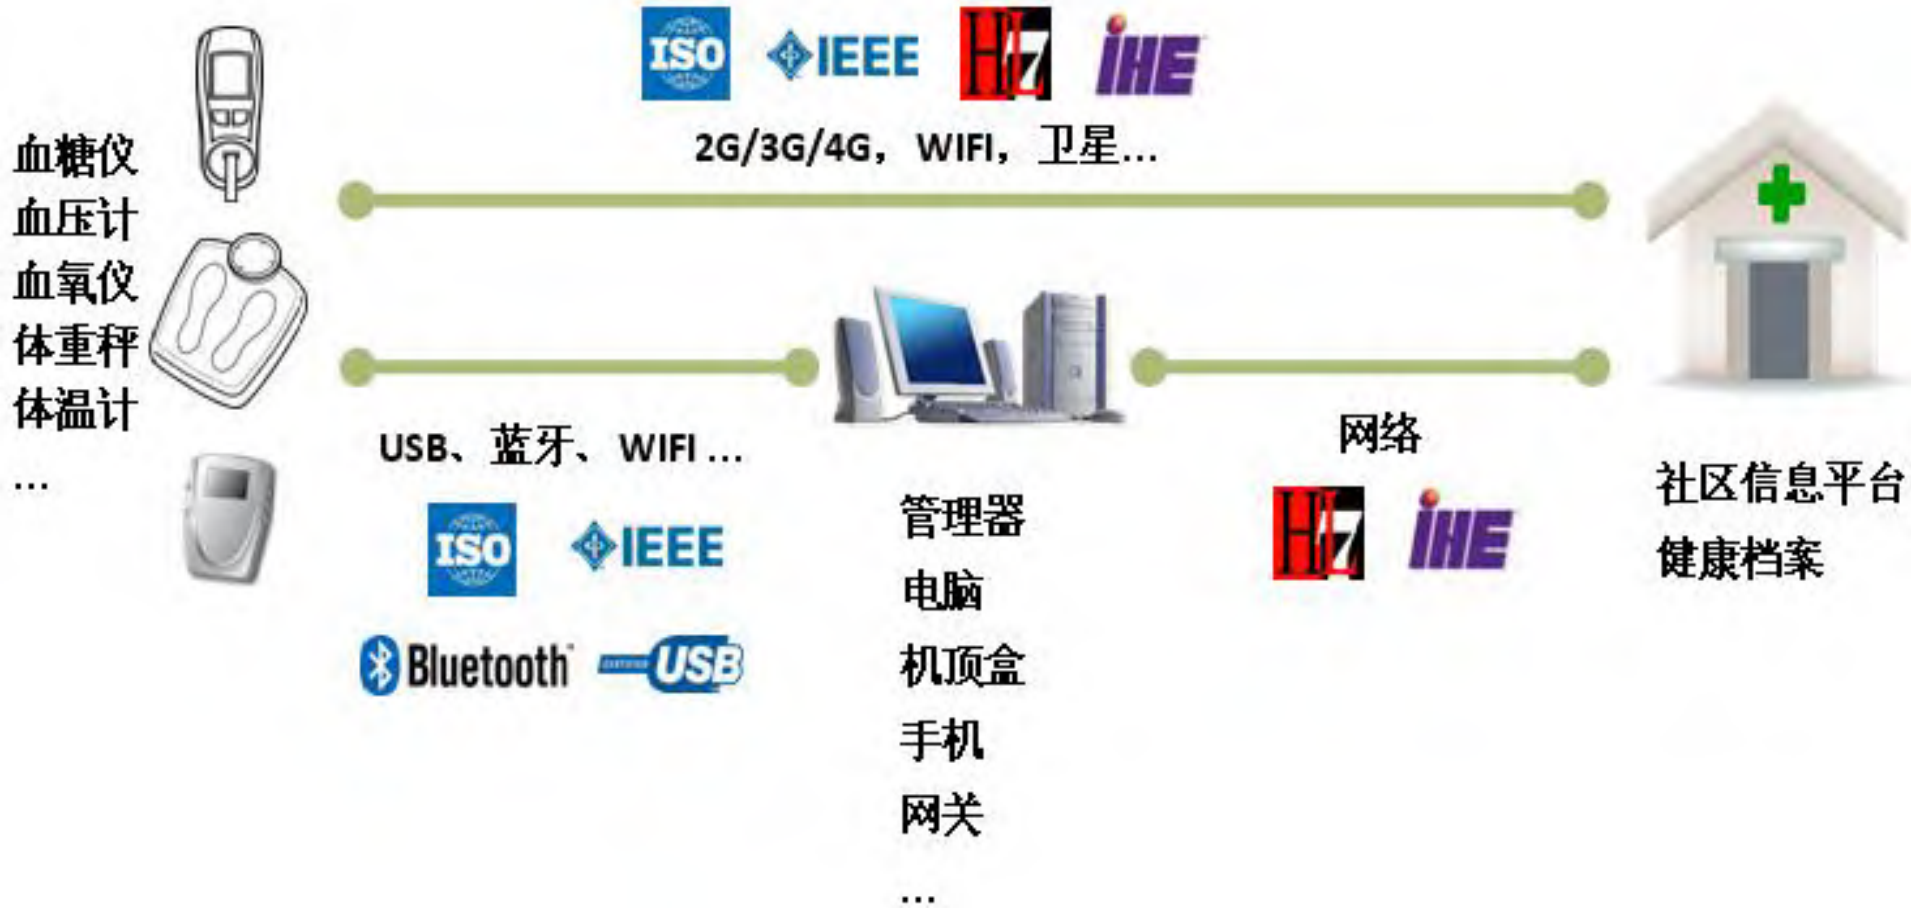 ISO IEEE HL7 IHE
2G/3G/4G，WIFI，卫星...
血糖仪
血压计
血氧仪
体重秤
体温计
...
USB、蓝牙、WIFI ...
ISO IEEE
Bluetooth USB
管理器
电脑
机顶盒
手机
网关
...
网络
HL7 IHE
社区信息平台
健康档案